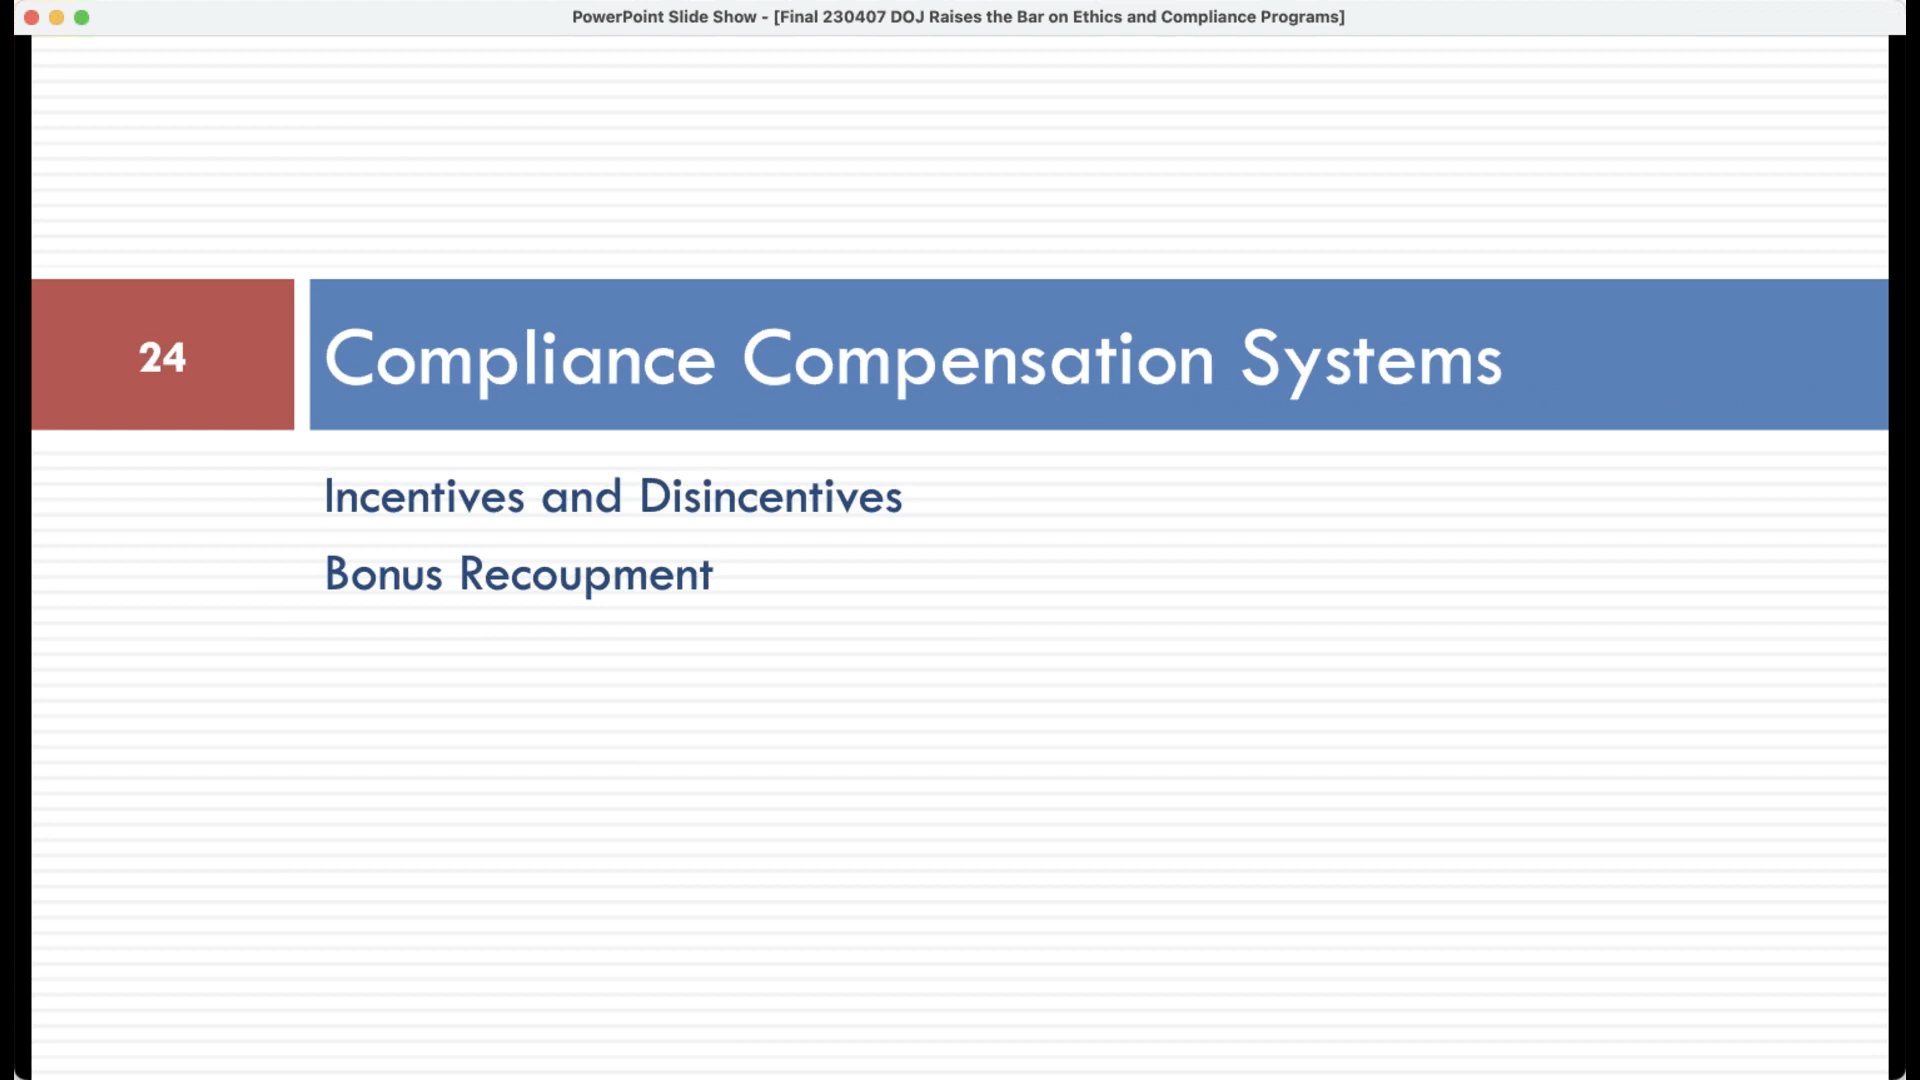 PowerPoint Slide Show - [Final 230407 DOJ Raises the Bar on Ethics and Compliance Programs]
24
Compliance Compensation Systems
Incentives and Disincentives
Bonus Recoupment